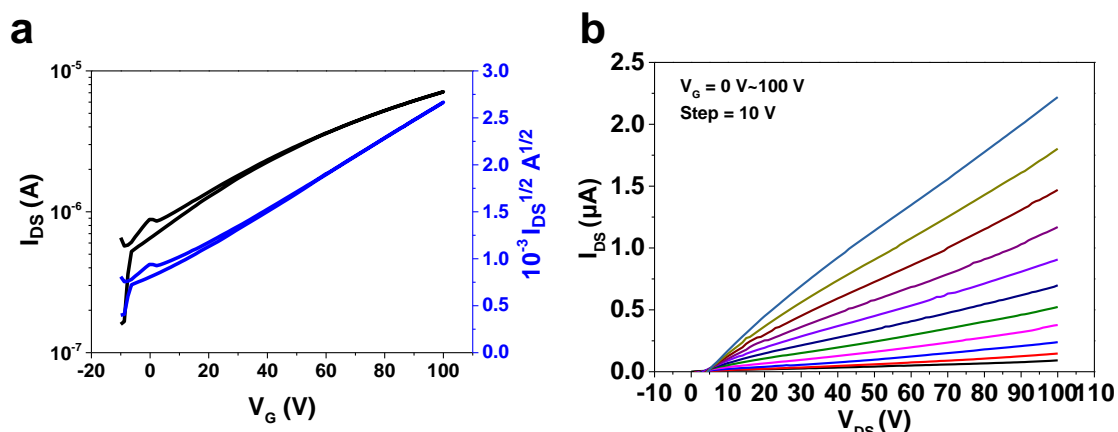 a
10^-5
10^-6
10^-7
I_DS (A)
-20 0 20 40 60 80 100
V_G (V)
3.0
2.5
2.0
1.5
1.0
0.5
0.0
10^-3 I_DS^1/2 A^1/2
b
V_G = 0 V~100 V
Step = 10 V
2.5
2.0
1.5
1.0
0.5
0.0
I_DS (µA)
-10 0 10 20 30 40 50 60 70 80 90 100 110
V_DS (V)